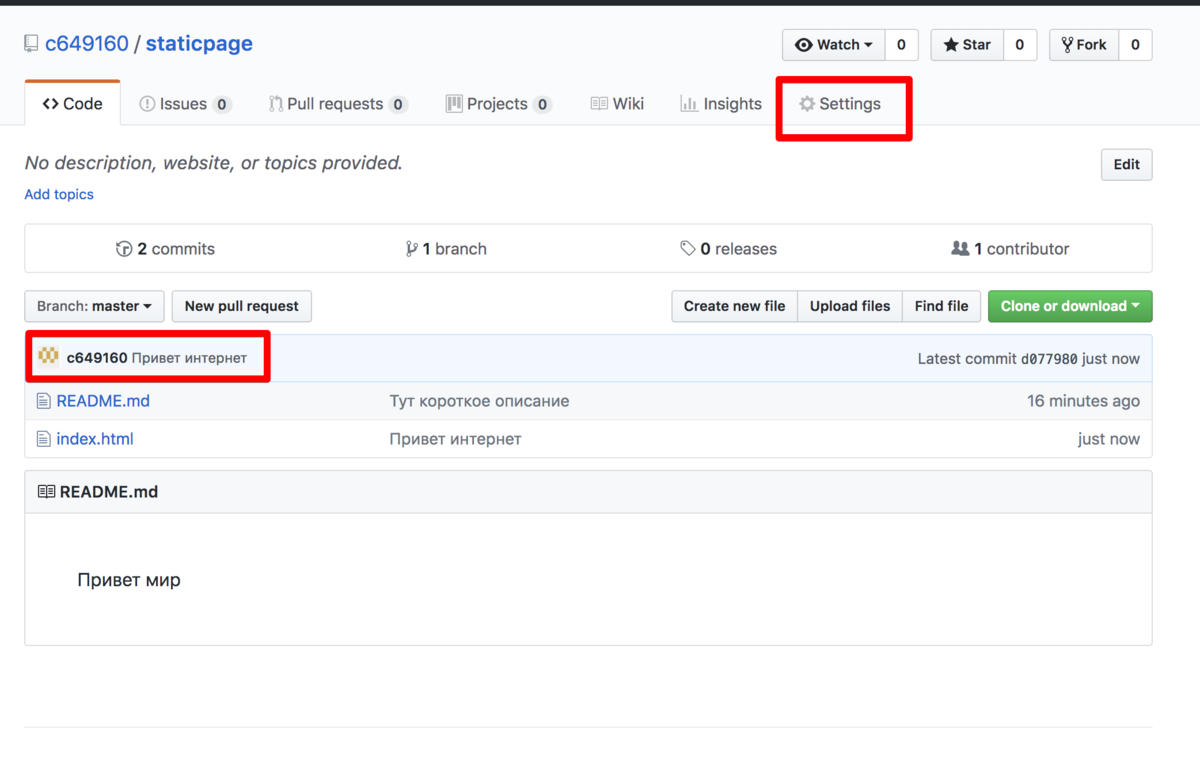 c649160 / staticpage
Watch 0 Star 0 Fork 0
Code Issues 0 Pull requests 0 Projects 0 Wiki Insights Settings
No description, website, or topics provided.
Edit
Add topics
2 commits 1 branch 0 releases 1 contributor
Branch: master New pull request Create new file Upload files Find file Clone or download
c649160 Привет интернет Latest commit d077980 just now
README.md Тут короткое описание 16 minutes ago
index.html Привет интернет just now
README.md
Привет мир